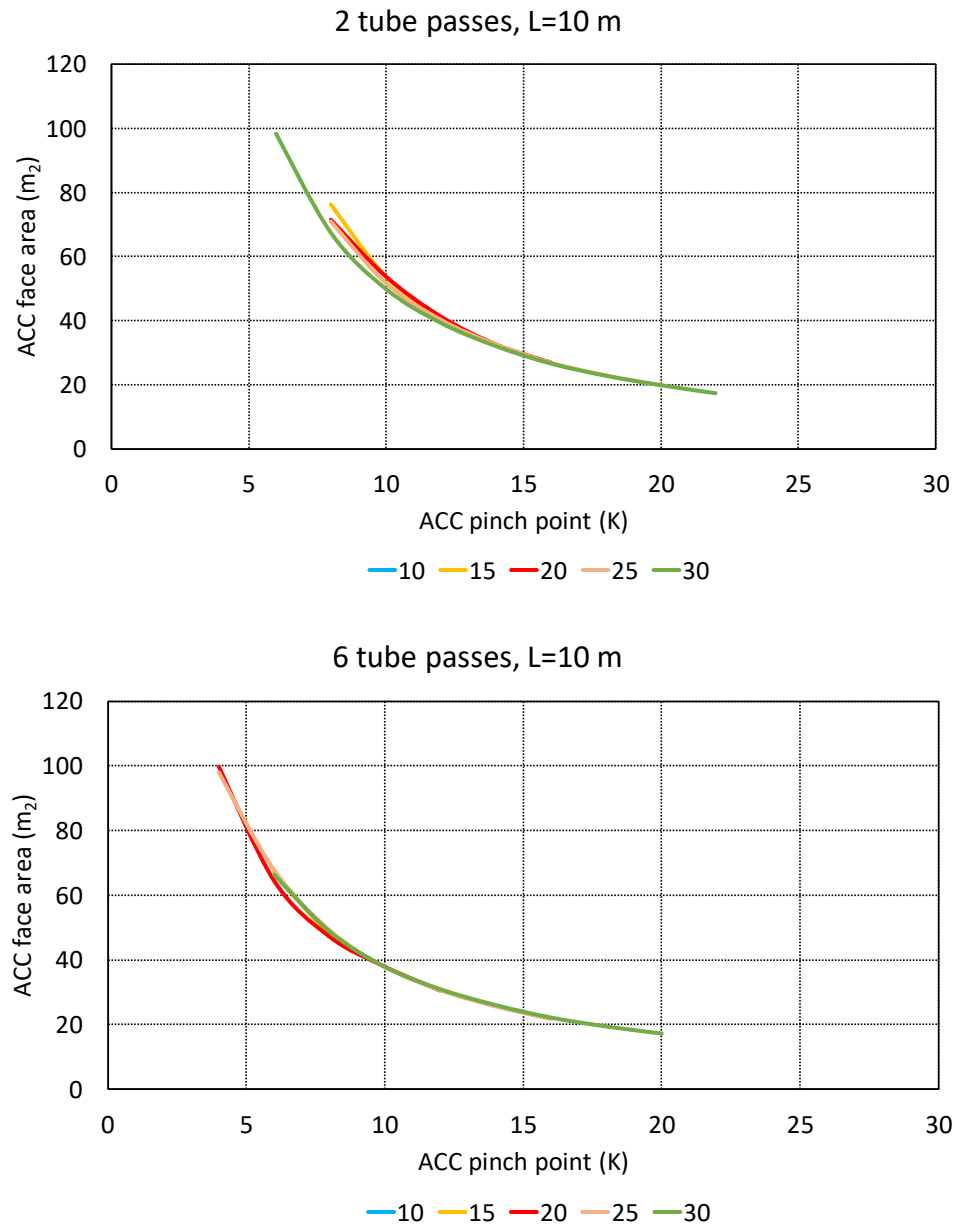 2 tube passes, L=10 m
120
100
80
60
40
20
0
ACC face area (m₂)
0 5 10 15 20 25 30
ACC pinch point (K)
10 15 20 25 30
6 tube passes, L=10 m
120
100
80
60
40
20
0
ACC face area (m₂)
0 5 10 15 20 25 30
ACC pinch point (K)
10 15 20 25 30